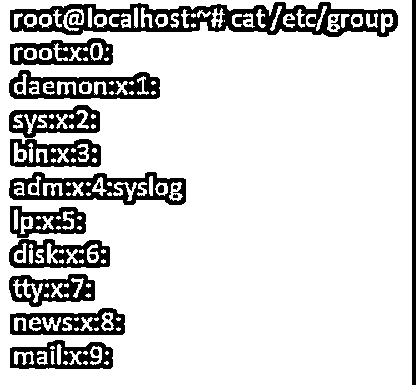 root@localhost:~# cat /etc/group
root:x:0:
daemon:x:1:
sys:x:2:
bin:x:3:
adm:x:4:syslog
lp:x:5:
disk:x:6:
tty:x:7:
news:x:8:
mail:x:9: